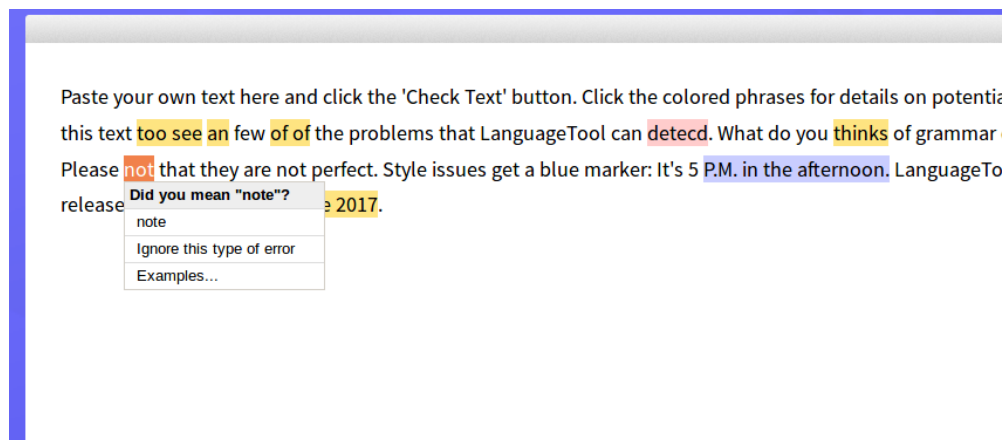 Paste your own text here and click the 'Check Text' button. Click the colored phrases for details on
this text too see an few of of the problems that LanguageTool can detecd. What do you thinks of grammar
Please not that they are not perfect. Style issues get a blue marker: It's 5 P.M. in the afternoon.
Did you mean "note"?
release 2017.
note
Ignore this type of error
Examples...